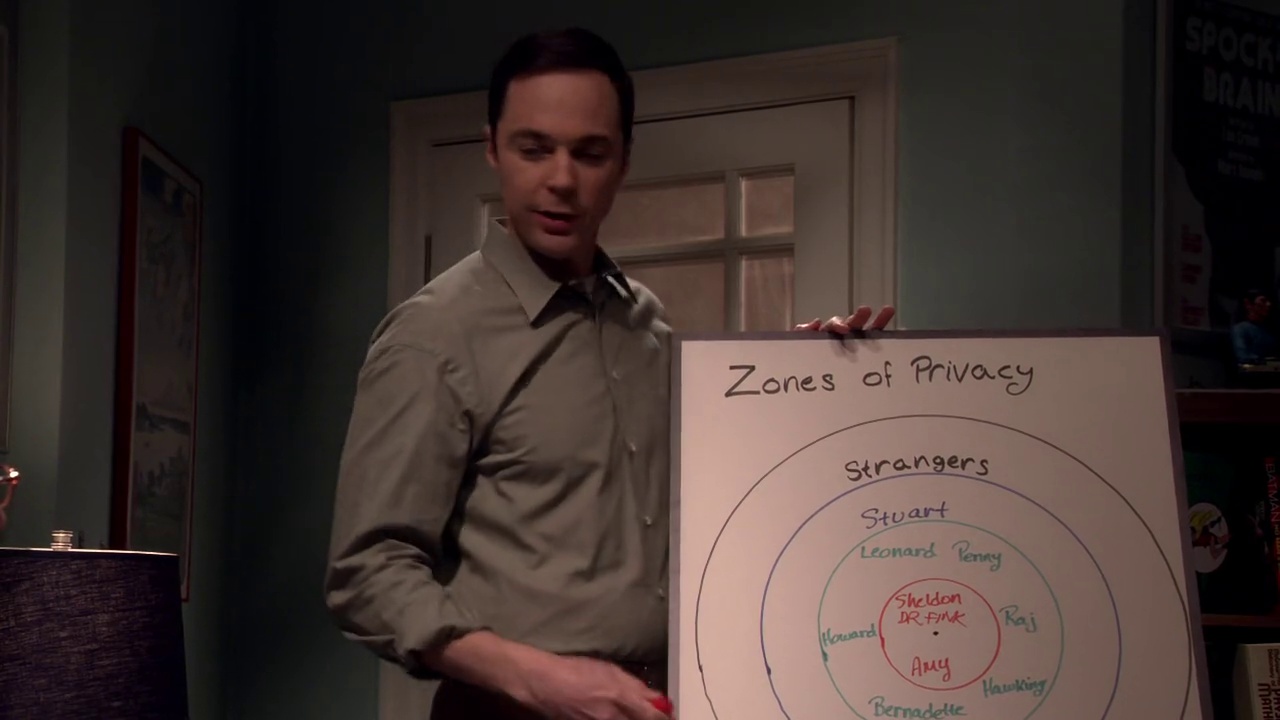 SPOCK'S
BRAIN
Zones of Privacy
Strangers
Stuart
Leonard Penny
Sheldon
DR. FINK
Raj
Howard
Amy
Hawking
Bernadette